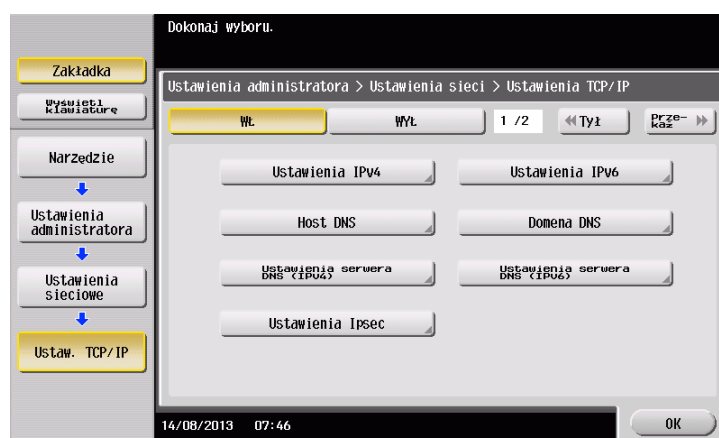 Dokonaj wyboru.
Zakładka
Wyświetl
klawiaturę
Ustawienia administratora > Ustawienia sieci > Ustawienia TCP/IP
WŁ
WYŁ
1 /2
Tył
Prze-
kaz
Narzędzie
Ustawienia
administratora
Ustawienia
sieciowe
Ustaw. TCP/IP
Ustawienia IPv4
Ustawienia IPv6
Host DNS
Domena DNS
Ustawienia serwera
DNS (IPv4)
Ustawienia serwera
DNS (IPv6)
Ustawienia Ipsec
14/08/2013 07:46
OK